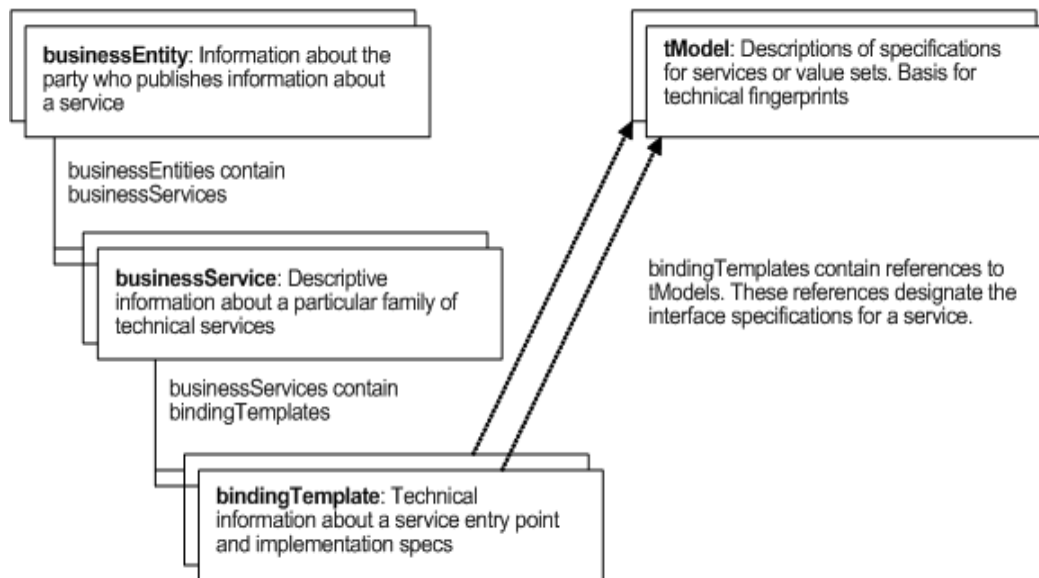 businessEntity: Information about the
party who publishes information about
a service
tModel: Descriptions of specifications
for services or value sets. Basis for
technical fingerprints
businessEntities contain
businessServices
businessService: Descriptive
information about a particular family of
technical services
bindingTemplates contain references to
tModels. These references designate the
interface specifications for a service.
businessServices contain
bindingTemplates
bindingTemplate: Technical
information about a service entry point
and implementation specs